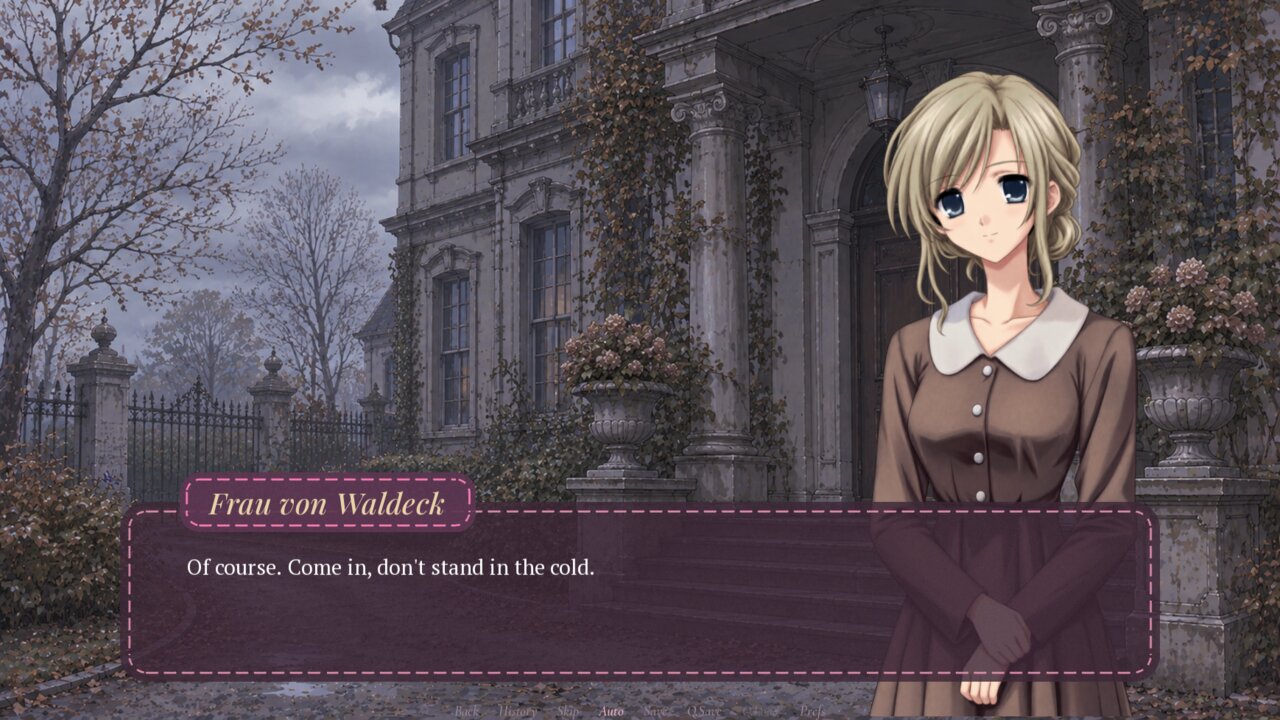 Frau von Waldeck
Of course. Come in, don't stand in the cold.
Back History Skip Auto Save Q.Save Prefs